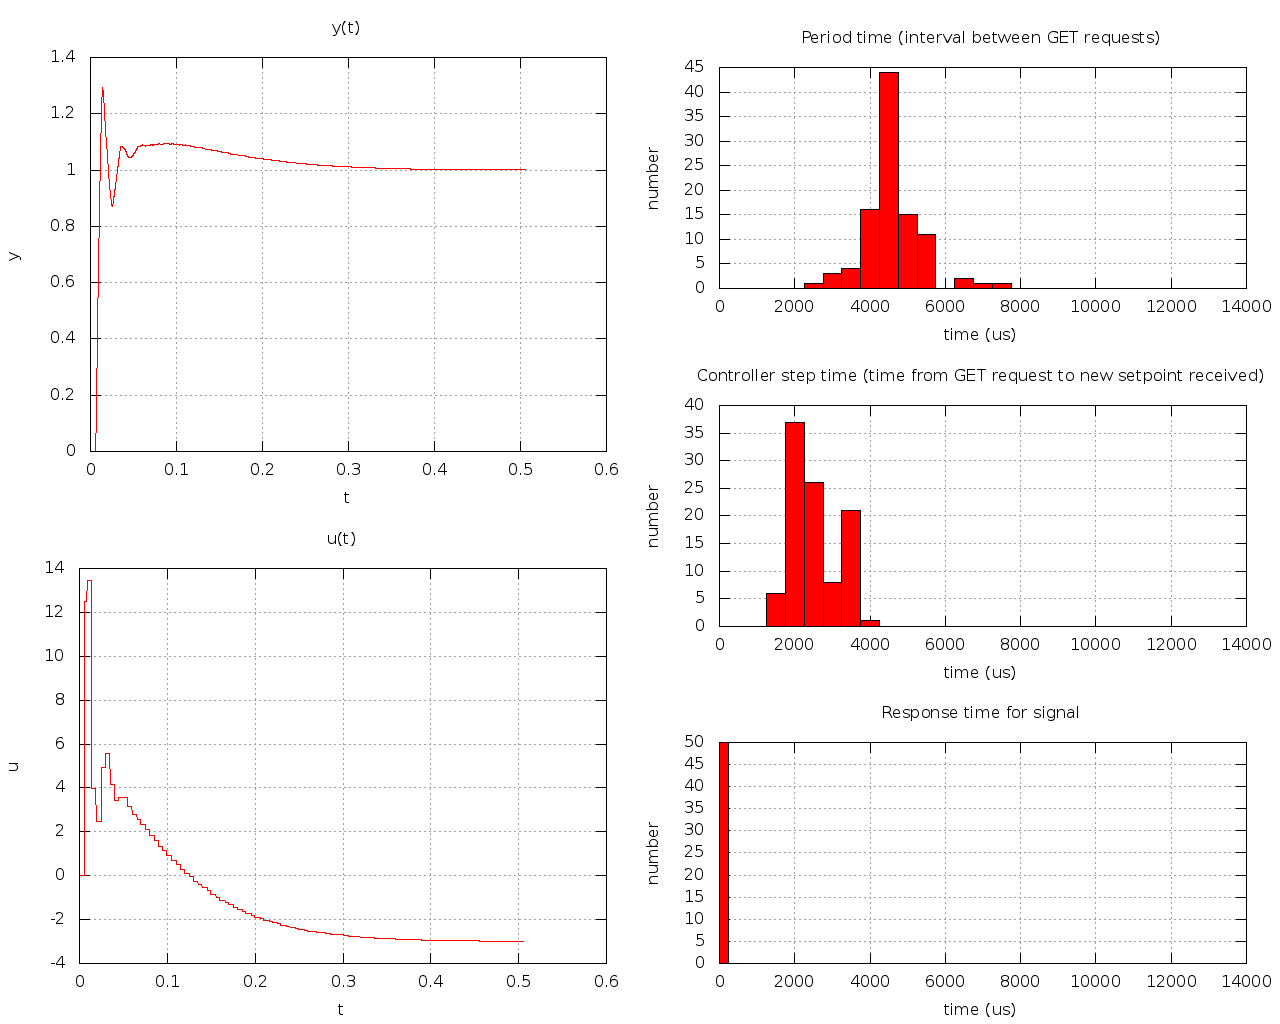 y(t)
1.4
1.2
1
0.8
0.6
0.4
0.2
0
y
0 0.1 0.2 0.3 0.4 0.5 0.6
t
u(t)
14
12
10
8
6
4
2
0
-2
-4
u
0 0.1 0.2 0.3 0.4 0.5 0.6
t
Period time (interval between GET requests)
45
40
35
30
25
20
15
10
5
0
number
0 2000 4000 6000 8000 10000 12000 14000
time (us)
Controller step time (time from GET request to new setpoint received)
40
35
30
25
20
15
10
5
0
number
0 2000 4000 6000 8000 10000 12000 14000
time (us)
Response time for signal
50
45
40
35
30
25
20
15
10
5
0
number
0 2000 4000 6000 8000 10000 12000 14000
time (us)